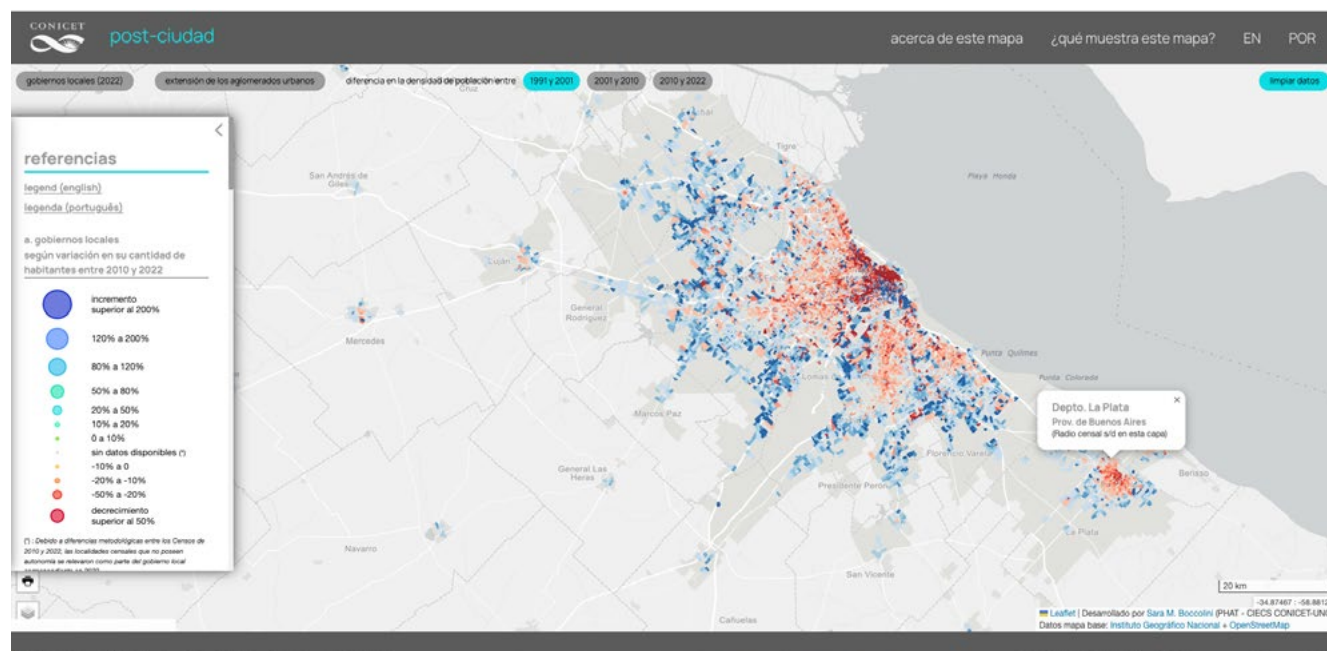 CONICET
post-ciudad
acerca de este mapa
¿qué muestra este mapa?
EN
POR
gobiernos locales (2022)
extensión de los aglomerados urbanos
diferencia en la densidad de población entre
1991 y 2001
2001 y 2010
2010 y 2022
limpiar datos
referencias
legend (english)
legenda (português)
a. gobiernos locales
según variación en su cantidad de
habitantes entre 2010 y 2022
incremento
superior al 200%
120% a 200%
80% a 120%
50% a 80%
20% a 50%
10% a 20%
0 a 10%
sin datos disponibles (*)
-10% a 0
-20% a -10%
-50% a -20%
decrecimiento
superior al 50%
(*) : Debido a diferencias metodológicas entre los Censos de
2010 y 2022, las localidades censales que no poseen
autonomía se relevaron como parte del gobierno local
Cruz
Tigre
San Andrés de
Giles
Playa Honda
Luján
General
Rodríguez
Mercedes
Punta Quilmes
Lomas de
Punta Colorada
Marcos Paz
Depto. La Plata
Prov. de Buenos Aires
(Radio censal s/d en esta capa)
Florencio Varela
General Las
Heras
Presidente Perón
Berisso
La Plata
Navarro
San Vicente
Cañuelas
20 km
-34.87467 : -58.8812
Leaflet | Desarrollado por Sara M. Boccolini (PHAT - CIECS CONICET-UNC
Datos mapa base: Instituto Geográfico Nacional + OpenStreetMap